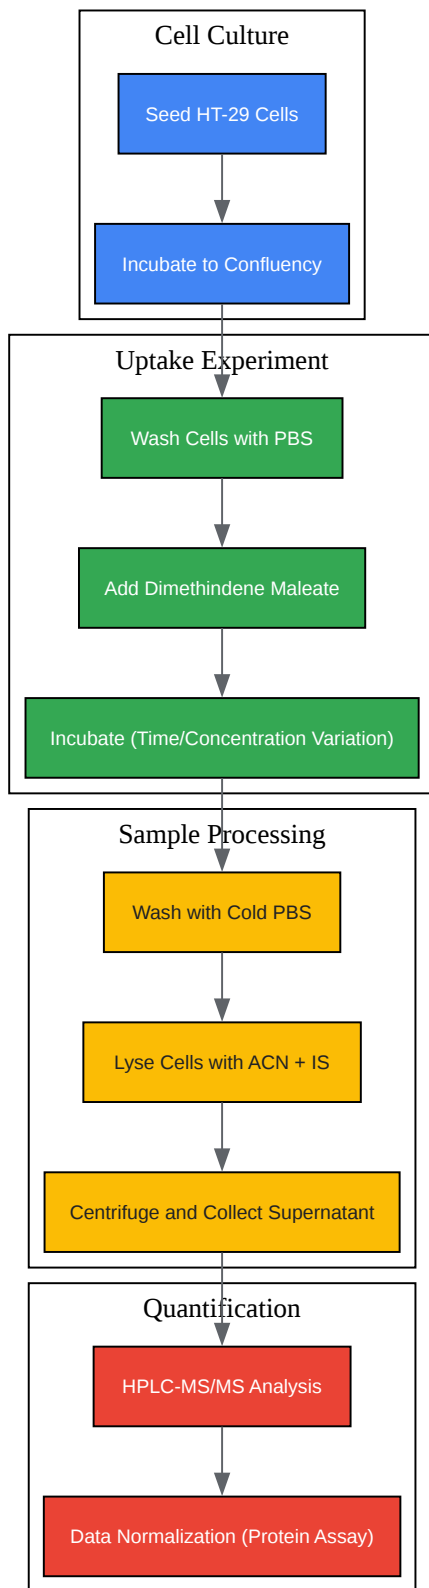 Cell Culture
Seed HT-29 Cells
Incubate to Confluency
Uptake Experiment
Wash Cells with PBS
Add Dimethindene Maleate
Incubate (Time/Concentration Variation)
Sample Processing
Wash with Cold PBS
Lyse Cells with ACN + IS
Centrifuge and Collect Supernatant
Quantification
HPLC-MS/MS Analysis
Data Normalization (Protein Assay)